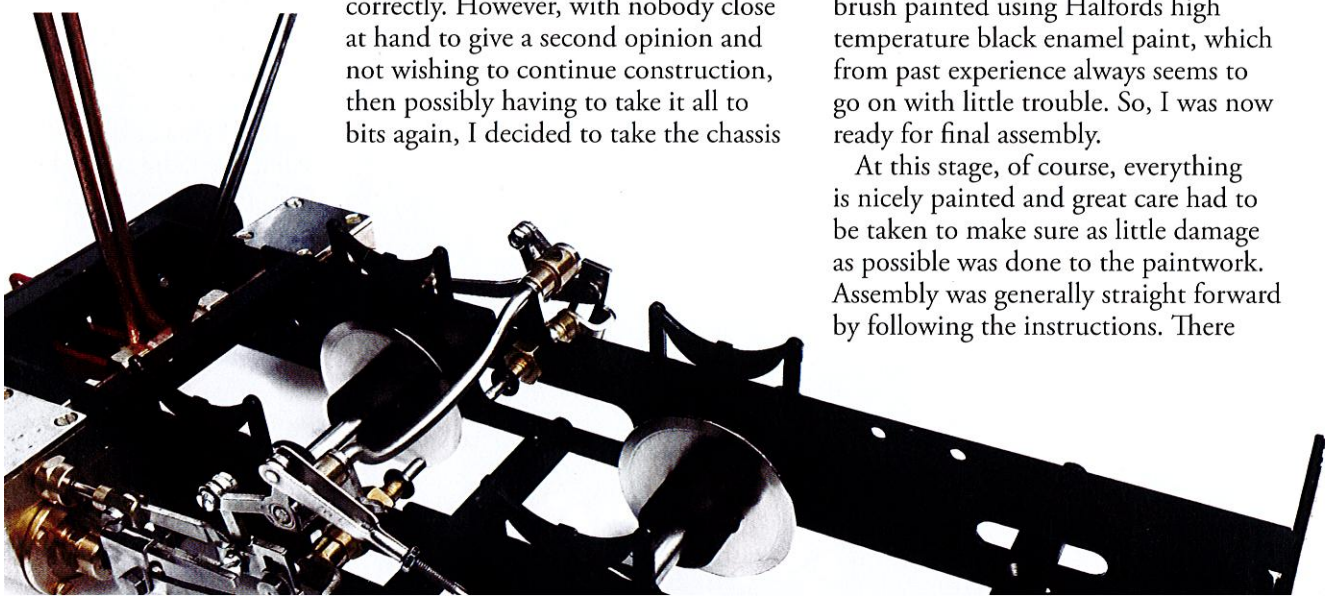 correctly. However, with nobody close
at hand to give a second opinion and
not wishing to continue construction,
then possibly having to take it all to
bits again, I decided to take the chassis
brush painted using Halfords high
temperature black enamel paint, which
from past experience always seems to
go on with little trouble. So, I was now
ready for final assembly.
At this stage, of course, everything
is nicely painted and great care had to
be taken to make sure as little damage
as possible was done to the paintwork.
Assembly was generally straight forward
by following the instructions. There